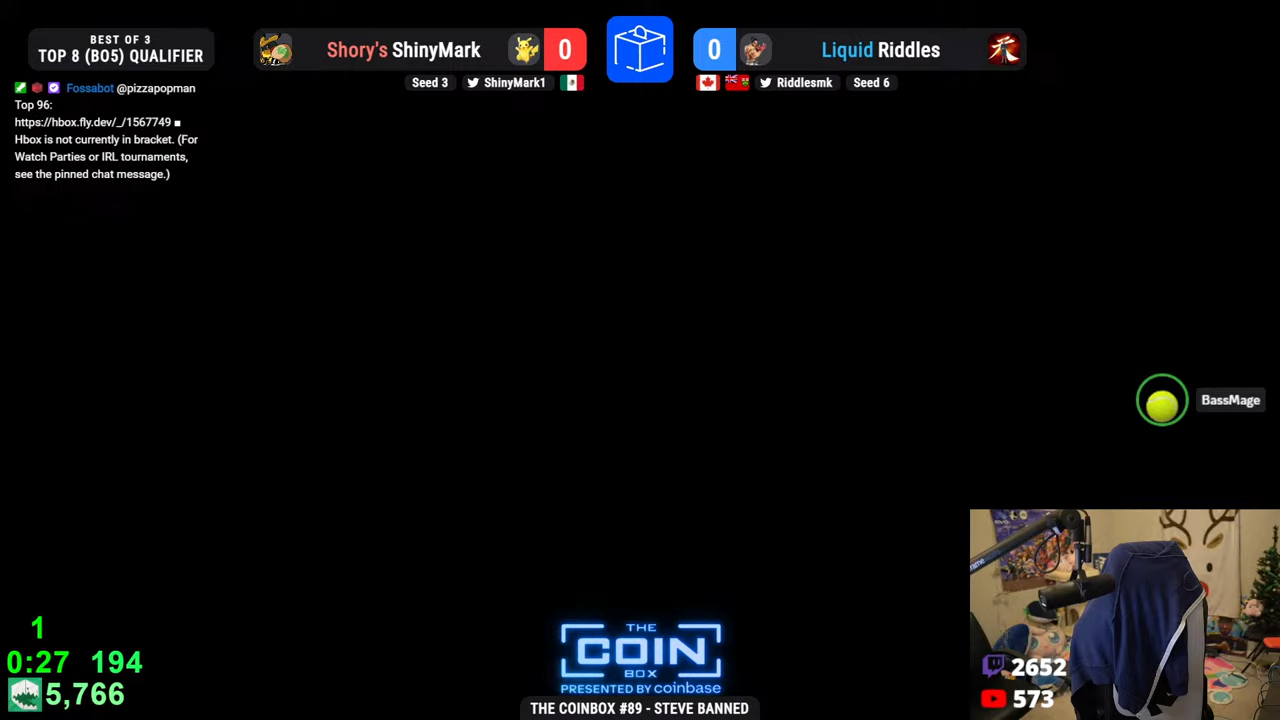 BEST OF 3
TOP 8 (BO5) QUALIFIER
Shory's ShinyMark
0
0
Liquid Riddles
Seed 3
ShinyMark1
Riddlesmk
Seed 6
Fossabot @pizzapopman
Top 96:
https://hbox.fly.dev/_/1567749 ■
Hbox is not currently in bracket. (For
Watch Parties or IRL tournaments,
see the pinned chat message.)
BassMage
1
0:27 194
5,766
THE
COIN
BOX
PRESENTED BY coinbase
THE COINBOX #89 - STEVE BANNED
2652
573